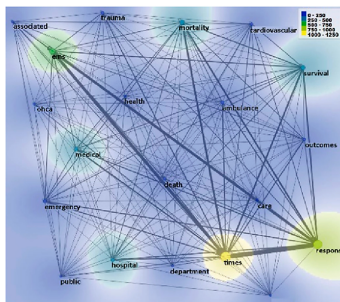 trauma
associated
mortality
cardiovascular
0 - 250
250 - 500
500 - 750
750 - 1000
1000 - 1250
ems
survival
ohca
health
ambulance
outcomes
medical
death
emergency
care
respons
hospital
times
department
public